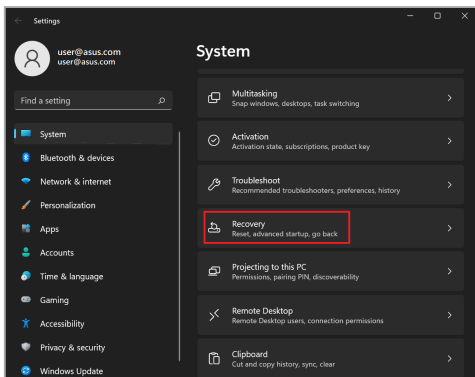 Settings
user@asus.com
user@asus.com
Find a setting
System
Bluetooth & devices
Network & internet
Personalization
Apps
Accounts
Time & language
Gaming
Accessibility
Privacy & security
Windows Update
System
Multitasking
Snap windows, desktops, task switching
Activation
Activation state, subscriptions, product key
Troubleshoot
Recommended troubleshooters, preferences, history
Recovery
Reset, advanced startup, go back
Projecting to this PC
Permissions, pairing PIN, discoverability
Remote Desktop
Remote Desktop users, connection permissions
Clipboard
Cut and copy history, sync, clear